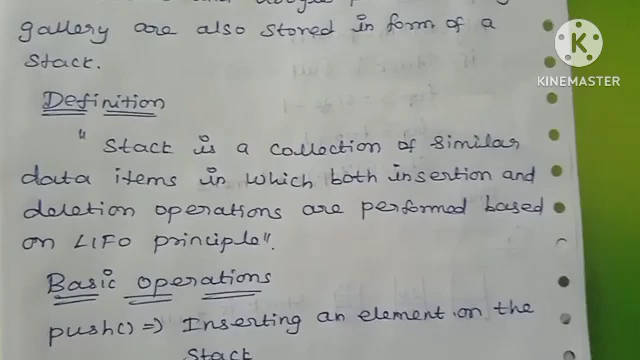 gallery are also stored in form of a
stack.
K
KINEMASTER
Definition
" Stack is a collection of similar
data items in which both insertion and
deletion operations are performed based
on LIFO principle".
Basic operations
push() => Inserting an element on the
stack